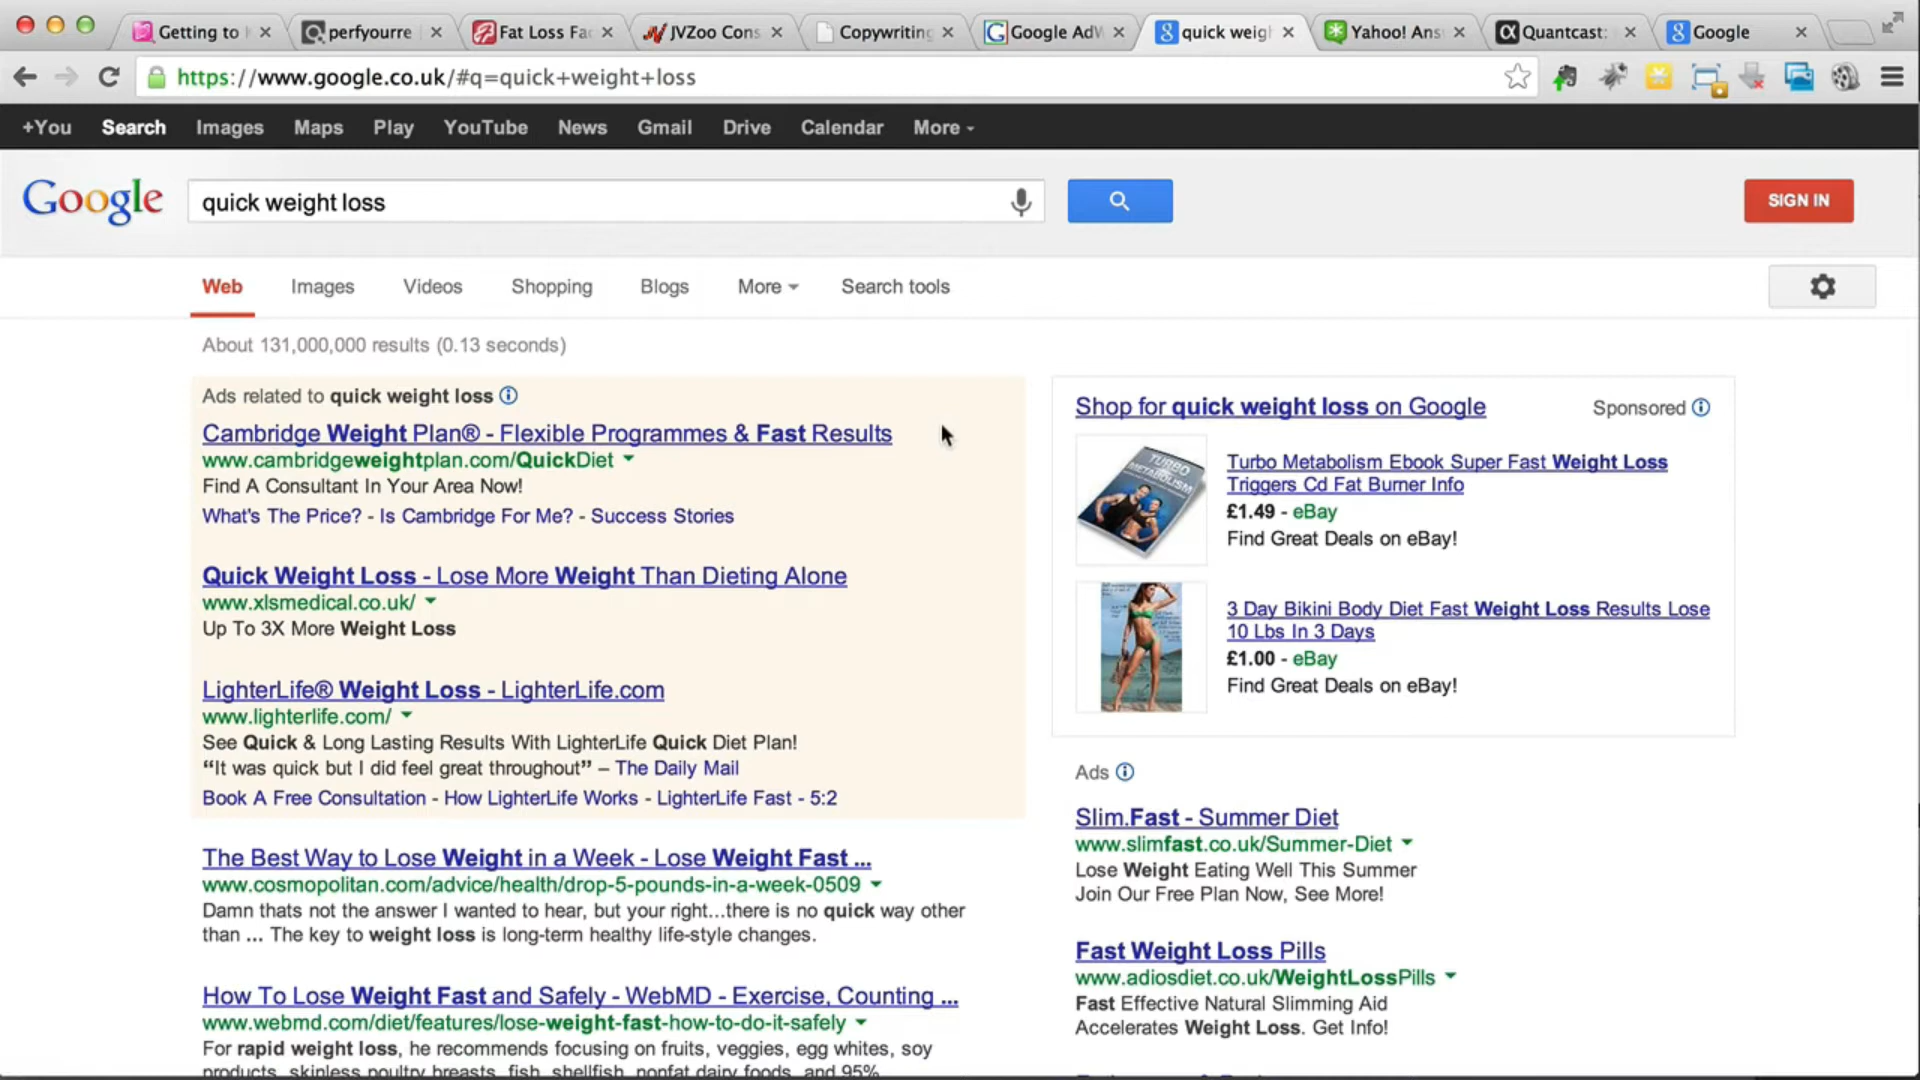 Getting to
perfyourre
Fat Loss Fa
JVZoo Cons
Copywriting
Google AdW
quick weigh
Yahoo! Ans
Quantcast:
Google
https://www.google.co.uk/#q=quick+weight+loss
+You Search Images Maps Play YouTube News Gmail Drive Calendar More
Google
quick weight loss
SIGN IN
Web Images Videos Shopping Blogs More Search tools
About 131,000,000 results (0.13 seconds)
Ads related to quick weight loss
Cambridge Weight Plan® - Flexible Programmes & Fast Results
www.cambridgeweightplan.com/QuickDiet
Find A Consultant In Your Area Now!
What's The Price? - Is Cambridge For Me? - Success Stories
Quick Weight Loss - Lose More Weight Than Dieting Alone
www.xlsmedical.co.uk/
Up To 3X More Weight Loss
LighterLife® Weight Loss - LighterLife.com
www.lighterlife.com/
See Quick & Long Lasting Results With LighterLife Quick Diet Plan!
“It was quick but I did feel great throughout” – The Daily Mail
Book A Free Consultation - How LighterLife Works - LighterLife Fast - 5:2
The Best Way to Lose Weight in a Week - Lose Weight Fast ...
www.cosmopolitan.com/advice/health/drop-5-pounds-in-a-week-0509
Damn thats not the answer I wanted to hear, but your right...there is no quick way other
than ... The key to weight loss is long-term healthy life-style changes.
How To Lose Weight Fast and Safely - WebMD - Exercise, Counting ...
www.webmd.com/diet/features/lose-weight-fast-how-to-do-it-safely
For rapid weight loss, he recommends focusing on fruits, veggies, egg whites, soy
products, skinless poultry breasts, fish, shellfish, nonfat dairy foods, and 95%
Shop for quick weight loss on Google
Sponsored
TURBO
METABOLISM
Turbo Metabolism Ebook Super Fast Weight Loss
Triggers Cd Fat Burner Info
£1.49 - eBay
Find Great Deals on eBay!
3 Day Bikini Body Diet Fast Weight Loss Results Lose
10 Lbs In 3 Days
£1.00 - eBay
Find Great Deals on eBay!
Ads
Slim.Fast - Summer Diet
www.slimfast.co.uk/Summer-Diet
Lose Weight Eating Well This Summer
Join Our Free Plan Now, See More!
Fast Weight Loss Pills
www.adiosdiet.co.uk/WeightLossPills
Fast Effective Natural Slimming Aid
Accelerates Weight Loss. Get Info!